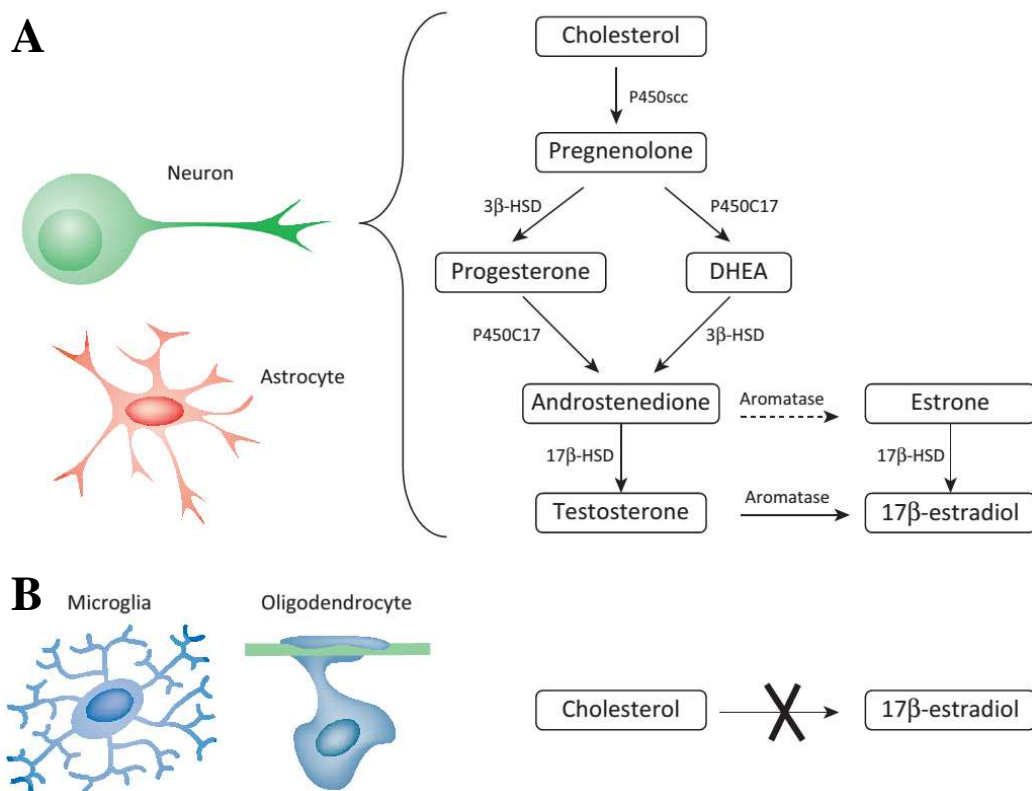 A
Cholesterol
P450scc
Pregnenolone
Neuron
3β-HSD
P450C17
Progesterone
DHEA
P450C17
3β-HSD
Astrocyte
Androstenedione
Aromatase
Estrone
17β-HSD
17β-HSD
Testosterone
Aromatase
17β-estradiol
B
Microglia
Oligodendrocyte
Cholesterol
17β-estradiol